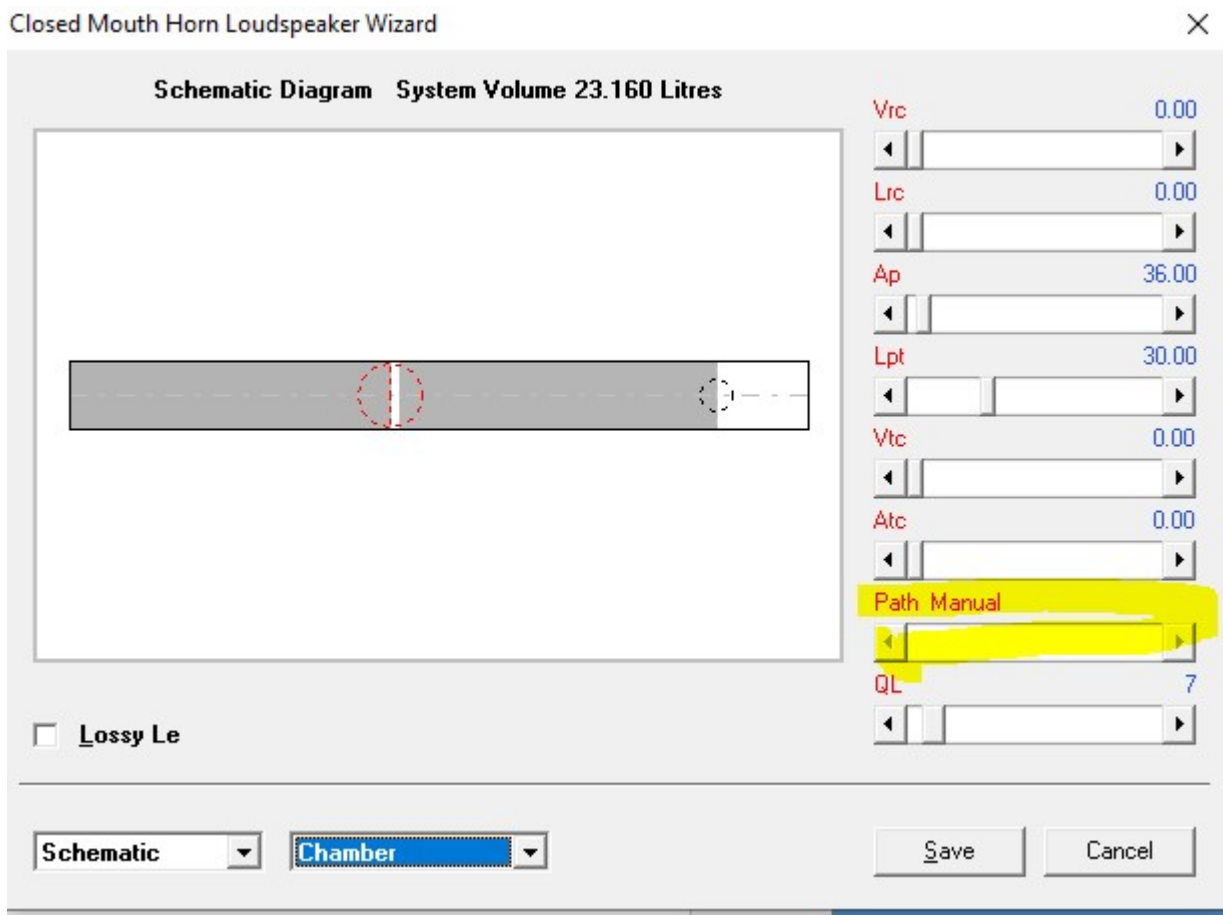 Closed Mouth Horn Loudspeaker Wizard
Schematic Diagram System Volume 23.160 Litres
Vrc 0.00
Lrc 0.00
Ap 36.00
Lpt 30.00
Vtc 0.00
Atc 0.00
Path Manual
QL 7
Lossy Le
Schematic
Chamber
Save
Cancel